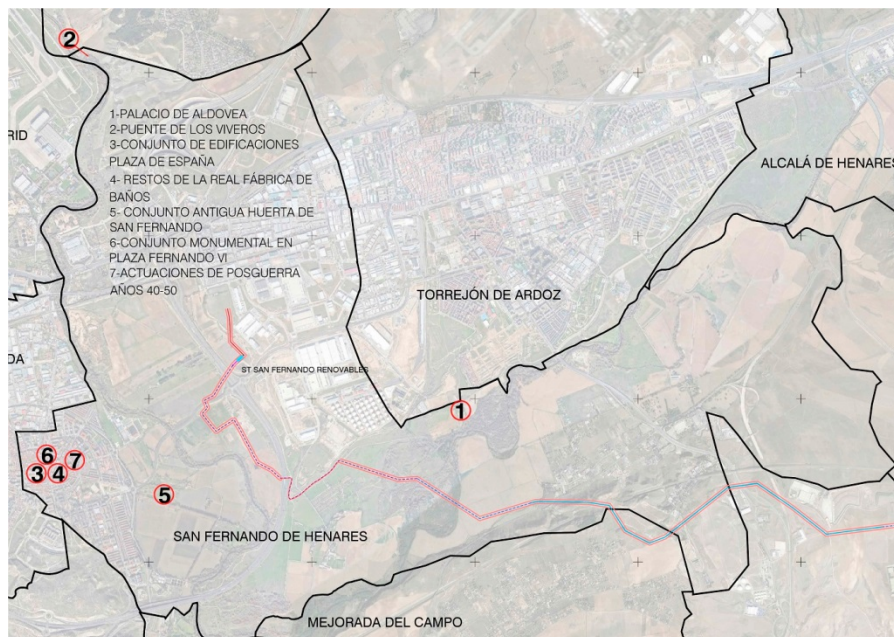 2
1-PALACIO DE ALDOVEA
2-PUENTE DE LOS VIVEROS
3-CONJUNTO DE EDIFICACIONES
PLAZA DE ESPAÑA
4- RESTOS DE LA REAL FÁBRICA DE
BAÑOS
5- CONJUNTO ANTIGUA HUERTA DE
SAN FERNANDO
6-CONJUNTO MONUMENTAL EN
PLAZA FERNANDO VI
7-ACTUACIONES DE POSGUERRA
AÑOS 40-50
RID
ALCALÁ DE HENARES
TORREJÓN DE ARDOZ
DA
ST SAN FERNANDO RENOVABLES
1
6
7
3
4
5
SAN FERNANDO DE HENARES
MEJORADA DEL CAMPO